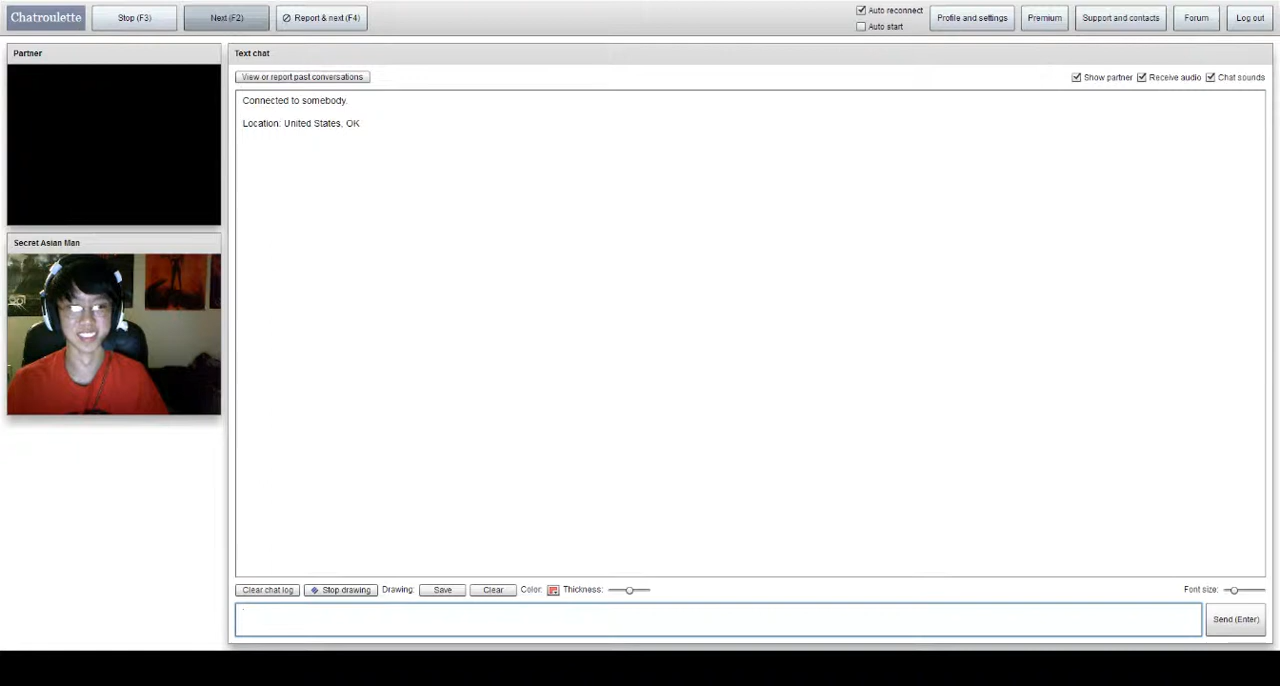 Chatroulette
Stop (F3)
Next (F2)
Report & next (F4)
Auto reconnect
Auto start
Profile and settings
Premium
Support and contacts
Forum
Log out
Partner
Text chat
View or report past conversations
Show partner
Receive audio
Chat sounds
Connected to somebody.
Location: United States, OK
Secret Asian Man
Clear chat log
Stop drawing
Drawing:
Save
Clear
Color:
Thickness:
Font size:
Send (Enter)